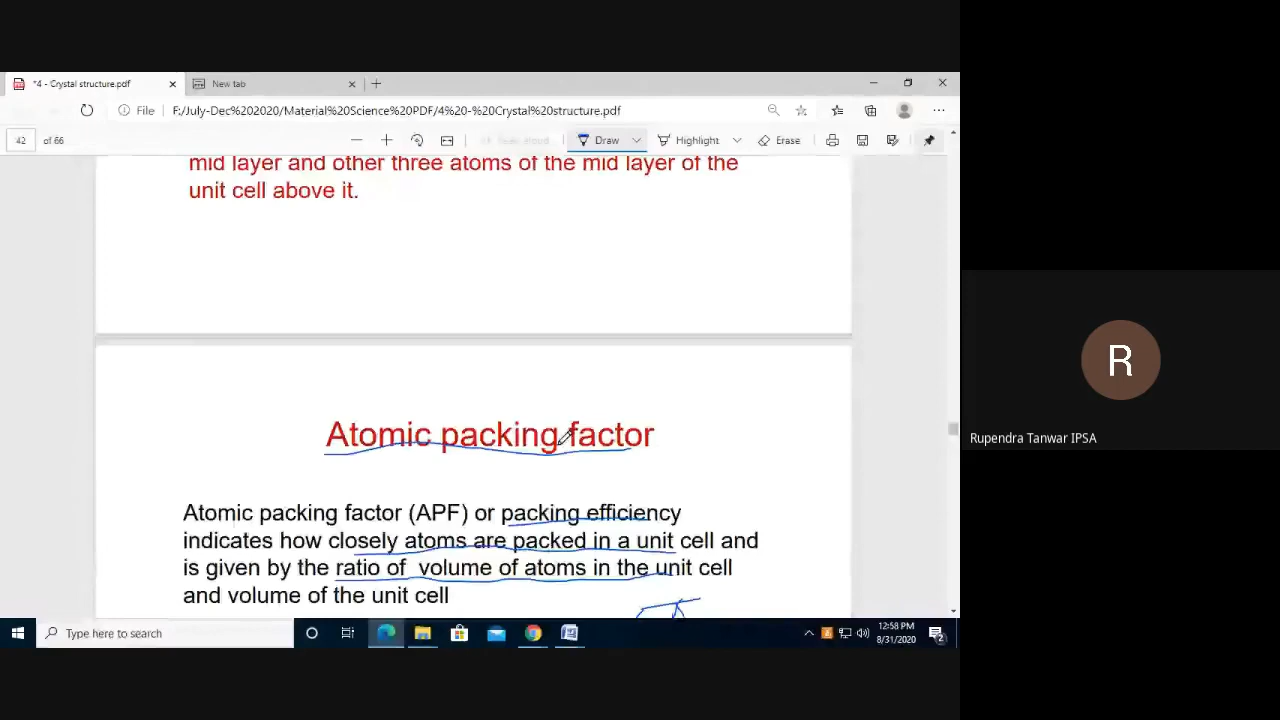 *4 - Crystal structure.pdf
New tab
File
F:/July-Dec%202020/Material%20Science%20PDF/4%20-%20Crystal%20structure.pdf
42 of 66
Read aloud
Draw
Highlight
Erase
mid layer and other three atoms of the mid layer of the
unit cell above it.
Atomic packing factor
Atomic packing factor (APF) or packing efficiency
indicates how closely atoms are packed in a unit cell and
is given by the ratio of volume of atoms in the unit cell
and volume of the unit cell
R
Rupendra Tanwar IPSA
Type here to search
12:58 PM
8/31/2020
2